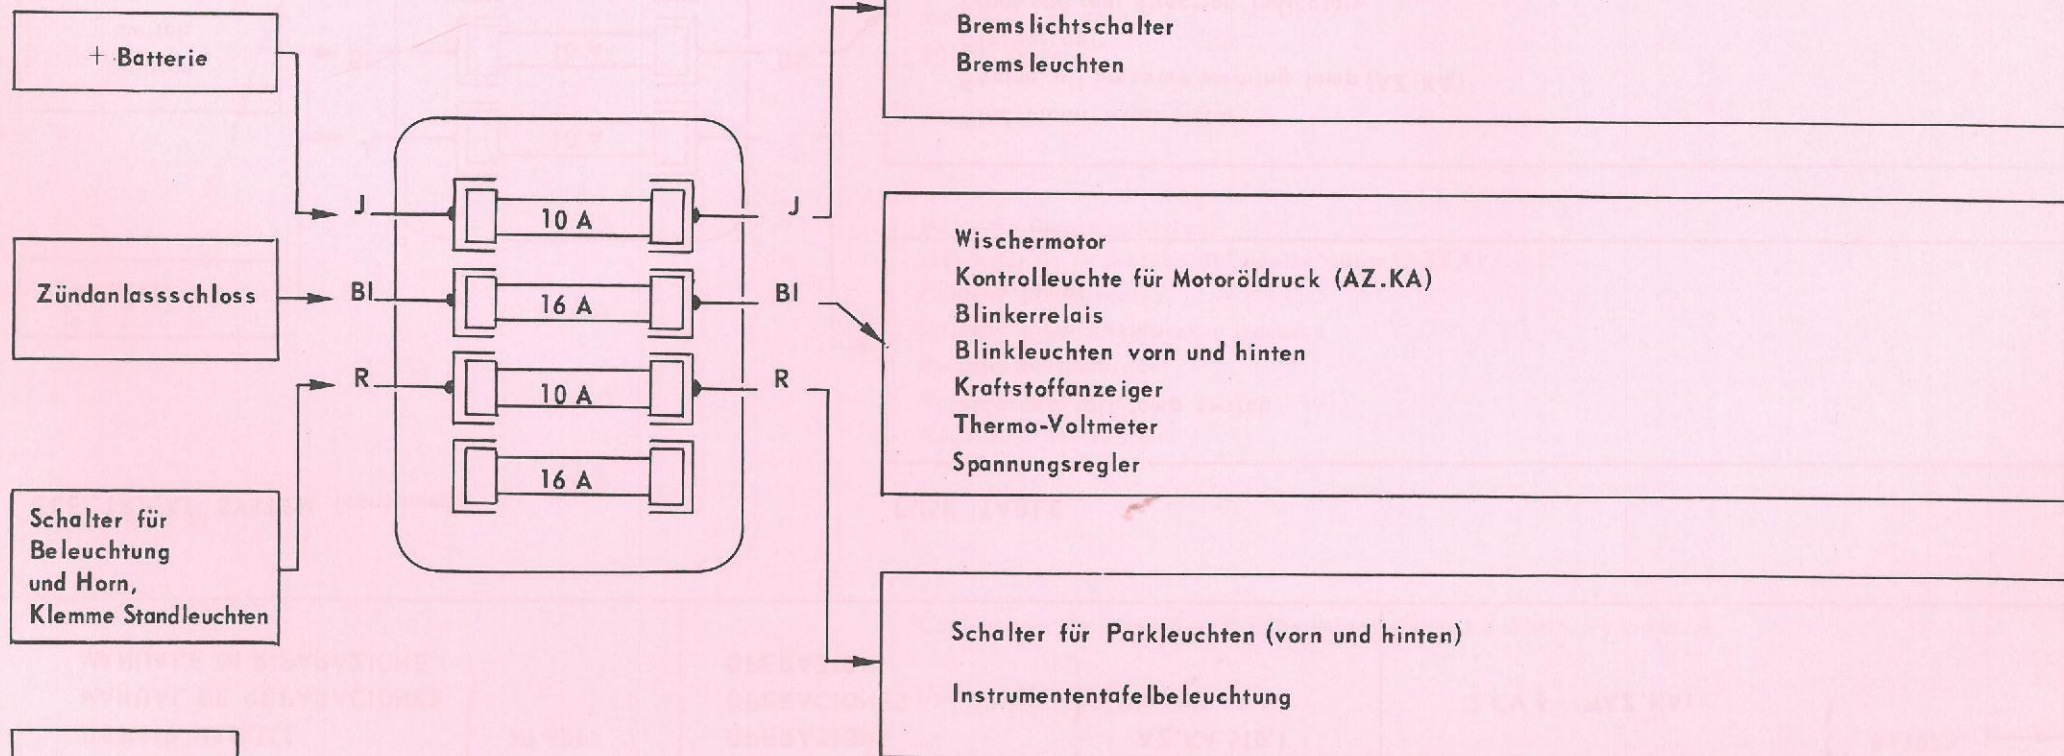 + Batterie
Zündanlassschloss
Schalter für
Beleuchtung
und Horn,
Klemme Standleuchten
J
10 A
J
Bl
16 A
Bl
R
10 A
R
16 A
Bremslichtschalter
Bremsleuchten
Wischermotor
Kontrolleuchte für Motoröldruck (AZ.KA)
Blinkerrelais
Blinkleuchten vorn und hinten
Kraftstoffanzeiger
Thermo-Voltmeter
Spannungsregler
Schalter für Parkleuchten (vorn und hinten)
Instrumententafelbeleuchtung